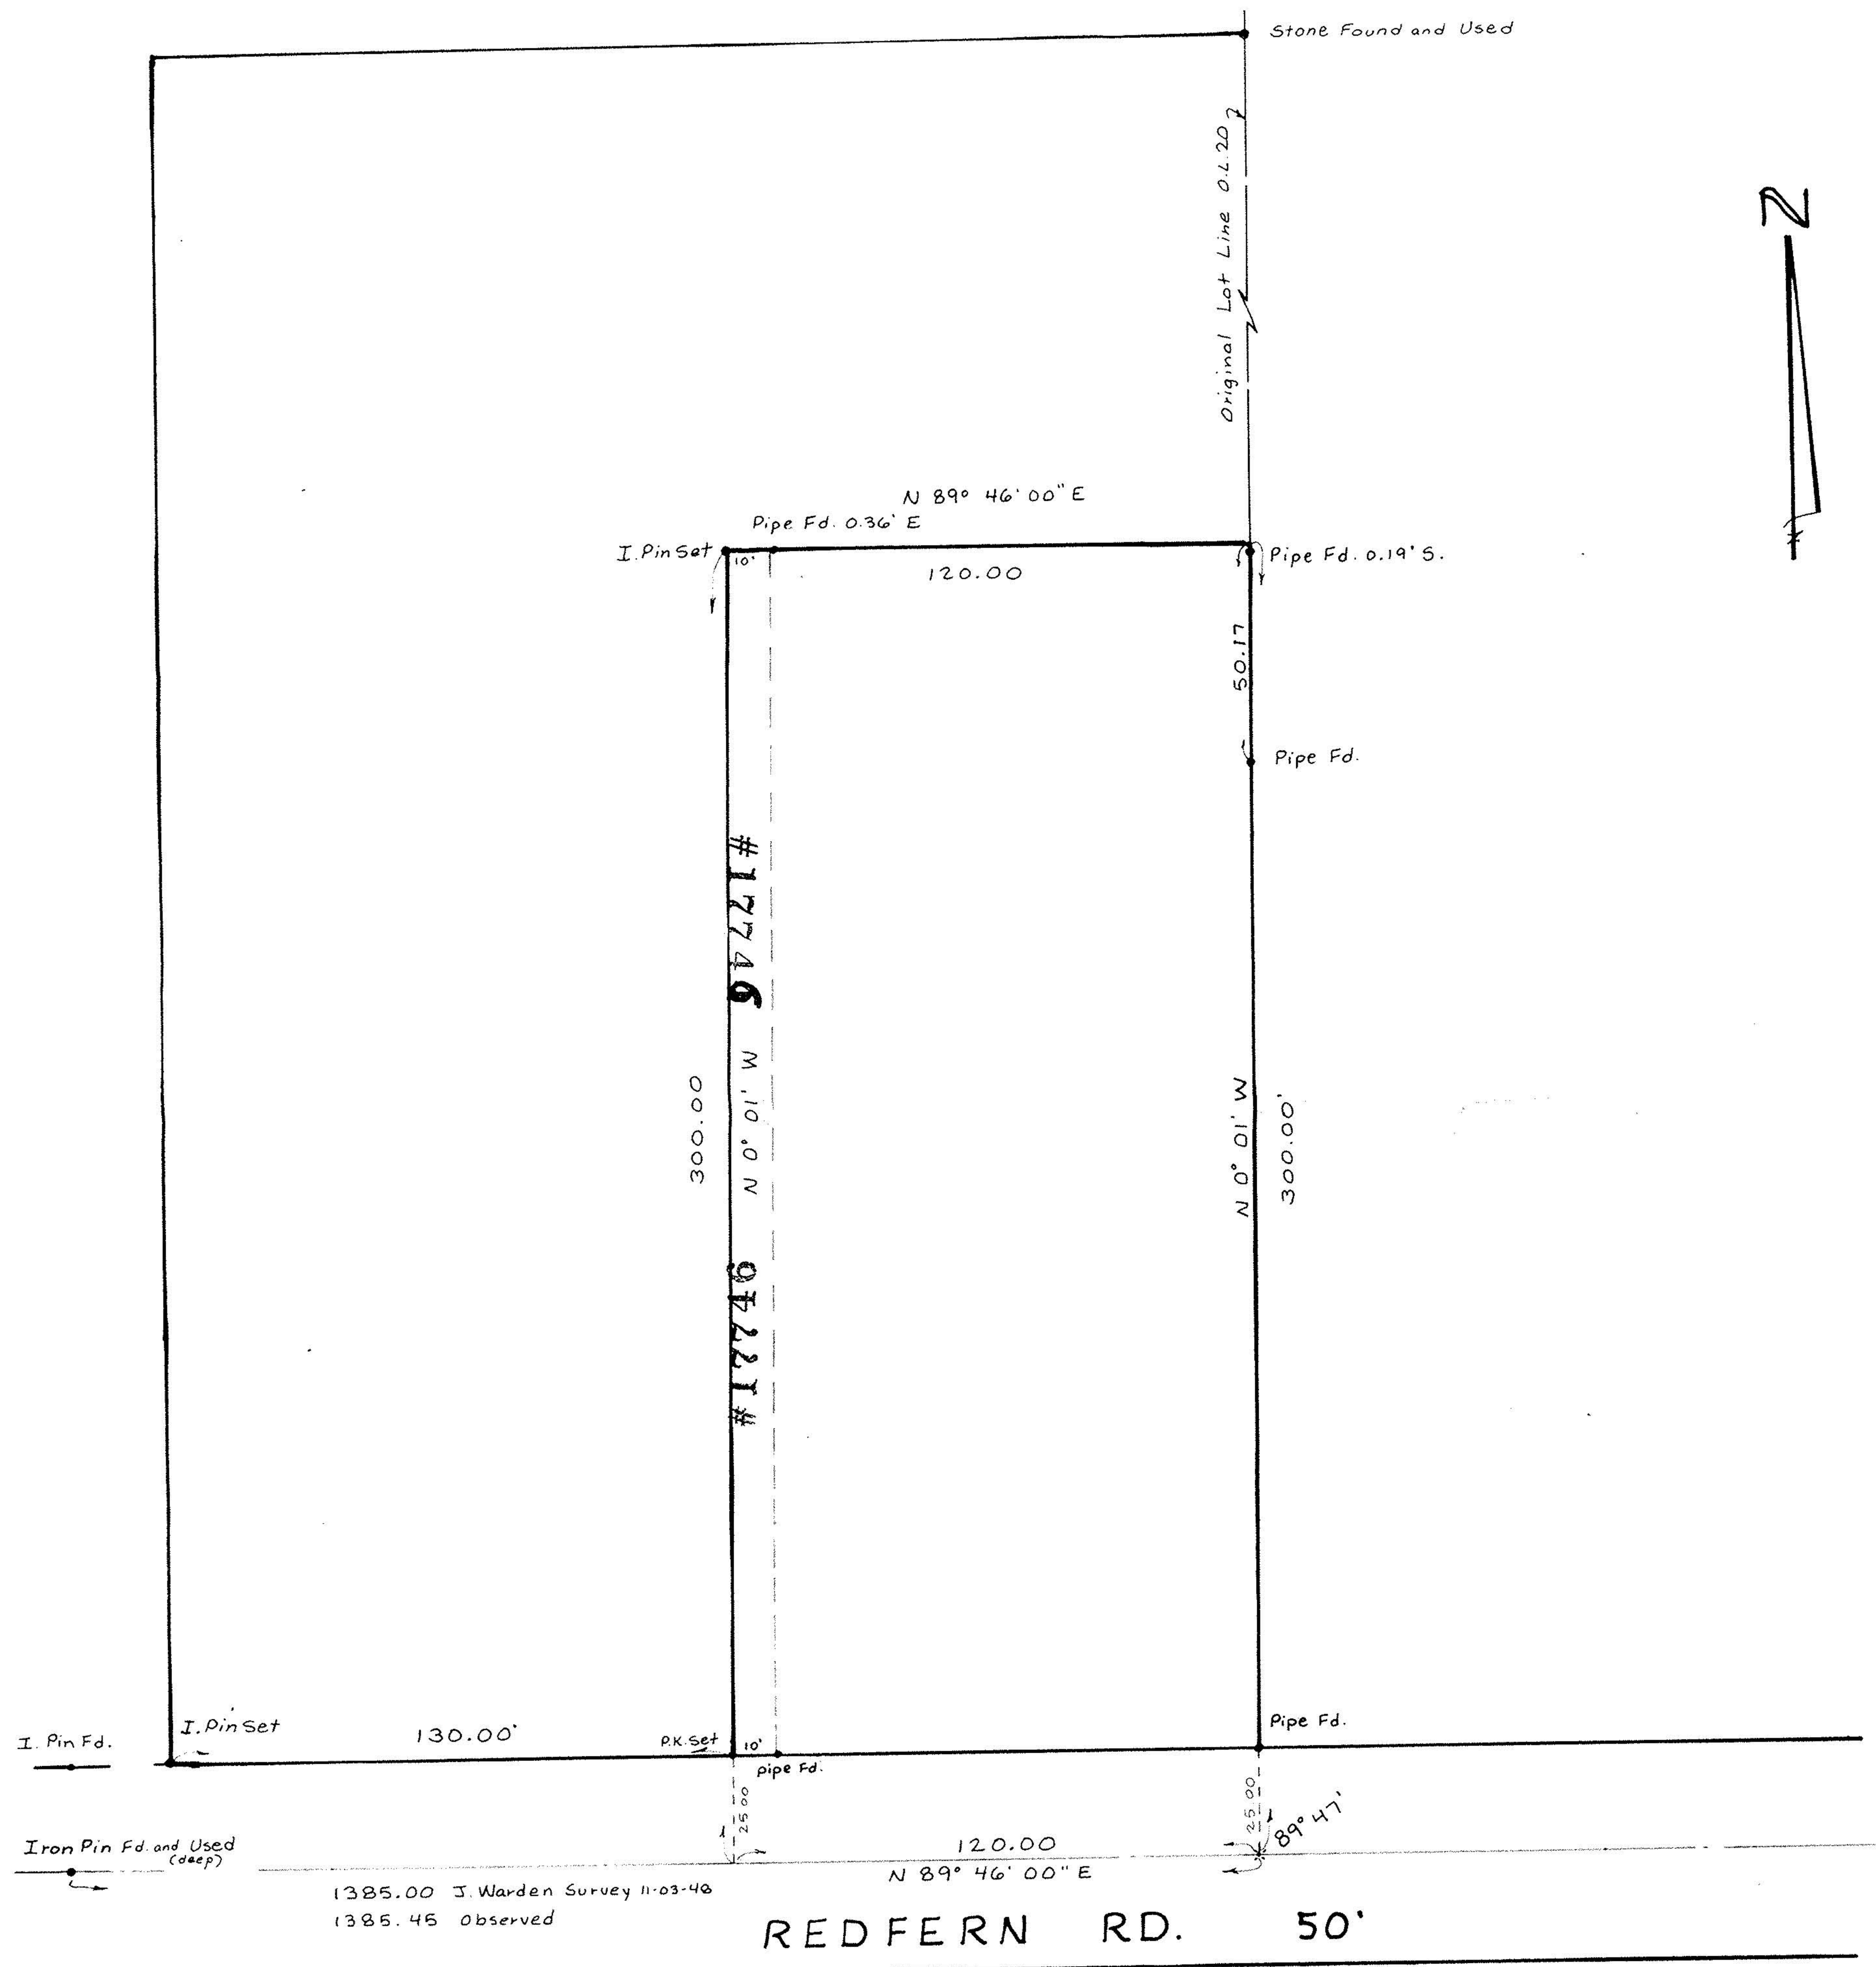 Stone Found and Used
Original Lot Line O.L.20
N
N 89° 46' 00" E
Pipe Fd. 0.36' E
I. Pin Set
10'
120.00
Pipe Fd. 0.19' S.
50.17
Pipe Fd.
#17746
N 0° 01' W
300.00
#17746
N 0° 01' W
300.00'
I. Pin Fd.
I. Pin Set
130.00'
P.K. Set
10'
Pipe Fd.
Pipe Fd.
25.00
25.00
89° 47'
Iron Pin Fd. and Used
(deep)
120.00
N 89° 46' 00" E
1385.00 J. Warden Survey 11-03-48
1385.45 Observed
REDFERN RD. 50'